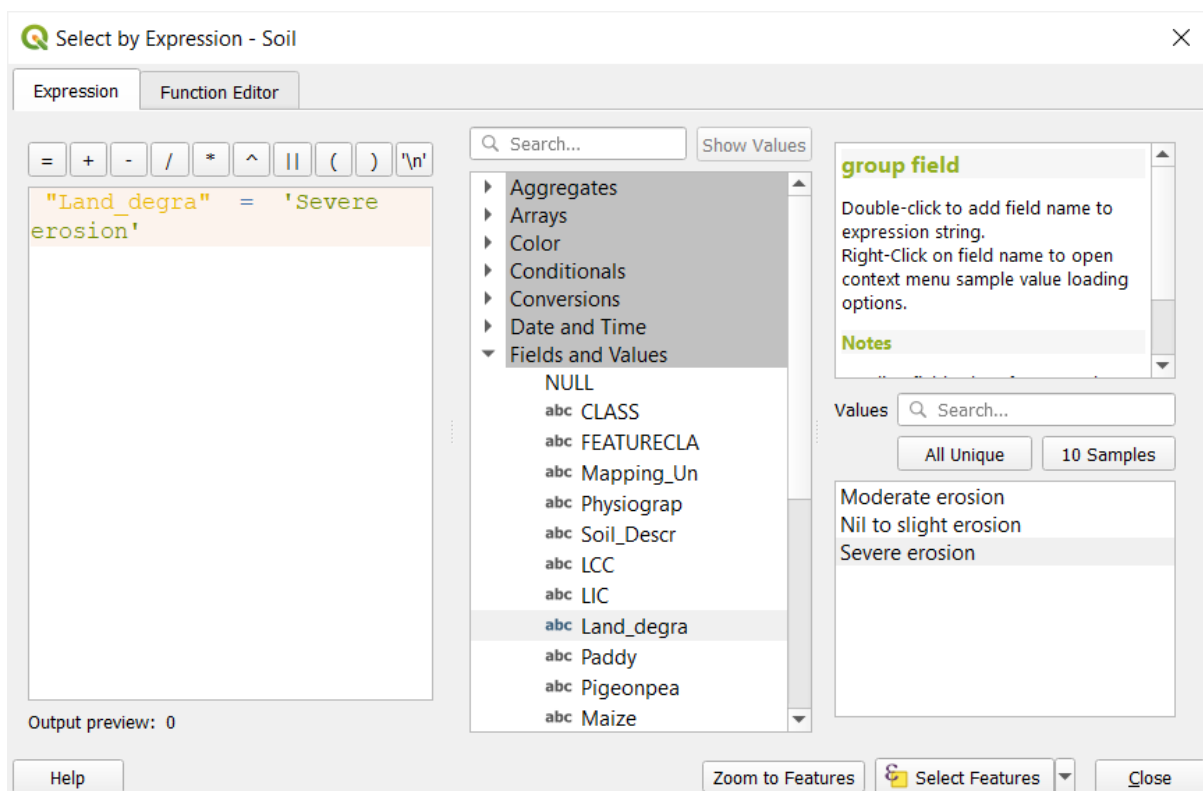 Select by Expression - Soil
Expression
Function Editor
= + - / * ^ || ( ) '\n'
"Land_degra" = 'Severe
erosion'
Output preview: 0
Search...
Show Values
Aggregates
Arrays
Color
Conditionals
Conversions
Date and Time
Fields and Values
NULL
abc CLASS
abc FEATURECLA
abc Mapping_Un
abc Physiograp
abc Soil_Descr
abc LCC
abc LIC
abc Land_degra
abc Paddy
abc Pigeonpea
abc Maize
group field
Double-click to add field name to
expression string.
Right-Click on field name to open
context menu sample value loading
options.
Notes
Values
Search...
All Unique
10 Samples
Moderate erosion
Nil to slight erosion
Severe erosion
Help
Zoom to Features
ε Select Features
Close